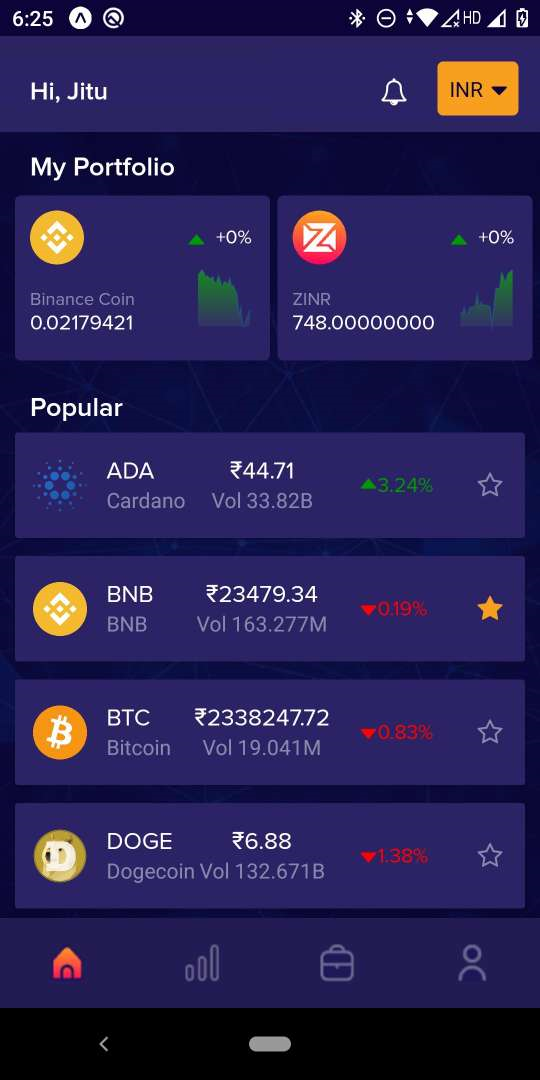 6:25 HD
Hi, Jitu
INR
My Portfolio
+0%
Binance Coin
0.02179421
+0%
ZINR
748.00000000
Popular
ADA ₹44.71
3.24%
Cardano Vol 33.82B
BNB ₹23479.34
0.19%
BNB Vol 163.277M
BTC ₹2338247.72
0.83%
Bitcoin Vol 19.041M
DOGE ₹6.88
1.38%
Dogecoin Vol 132.671B